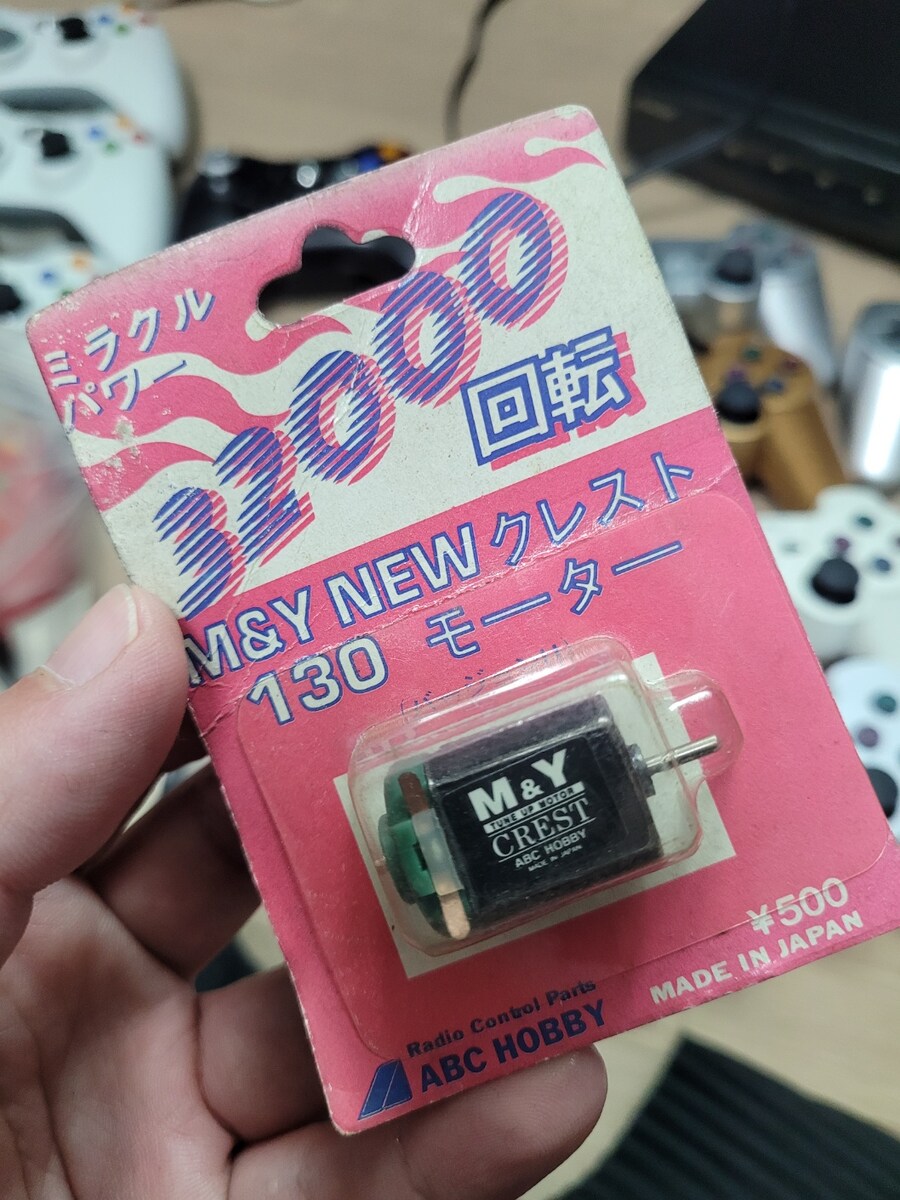 ミラクル
パワー
32000
回転
M&Y NEW クレスト
130 モーター
M&Y
TUNE UP MOTOR
CREST
ABC HOBBY
MADE IN JAPAN
¥500
MADE IN JAPAN
Radio Control Parts
ABC HOBBY